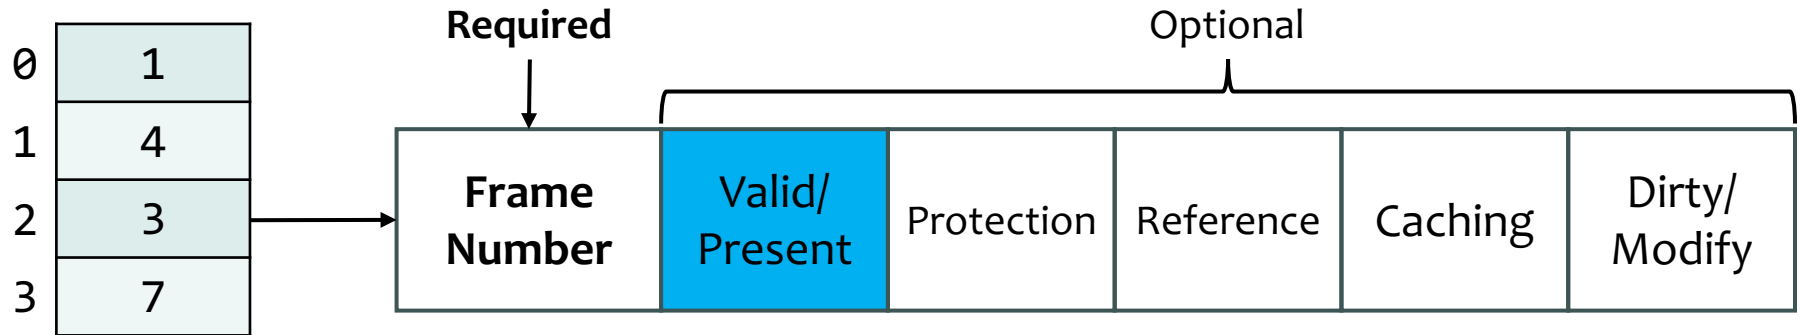 Required
Optional
0 1
1 4
2 3
3 7
Frame
Number
Valid/
Present
Protection
Reference
Caching
Dirty/
Modify